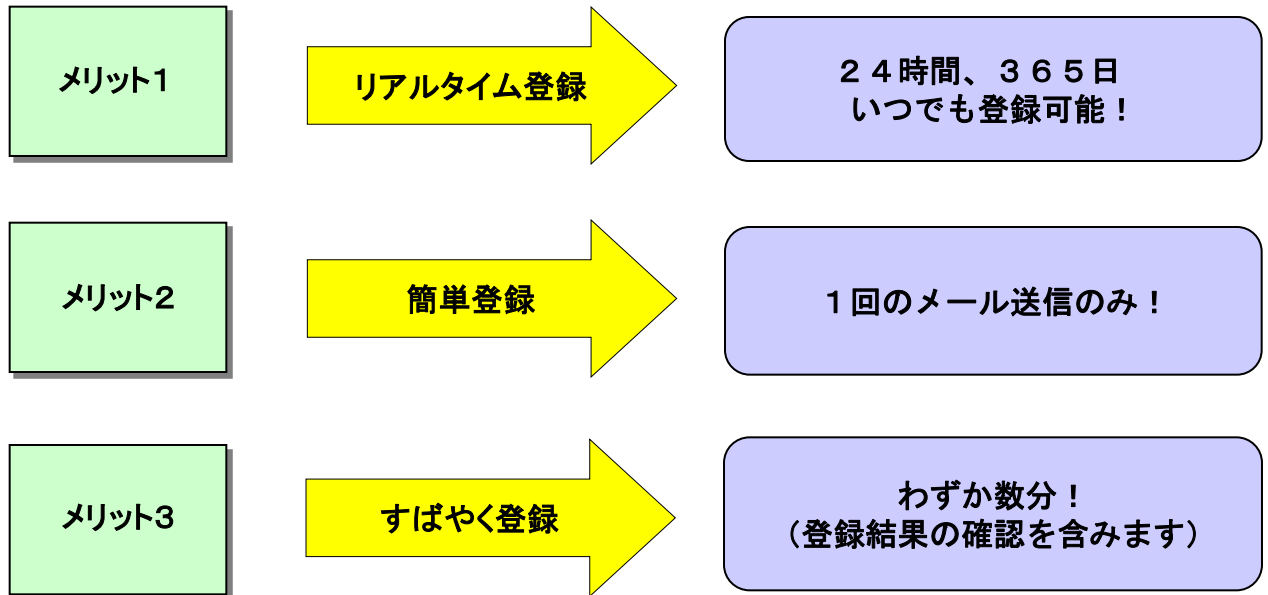 メリット1
リアルタイム登録
２４時間、３６５日
いつでも登録可能！
メリット2
簡単登録
１回のメール送信のみ！
メリット3
すばやく登録
わずか数分！
（登録結果の確認を含みます）